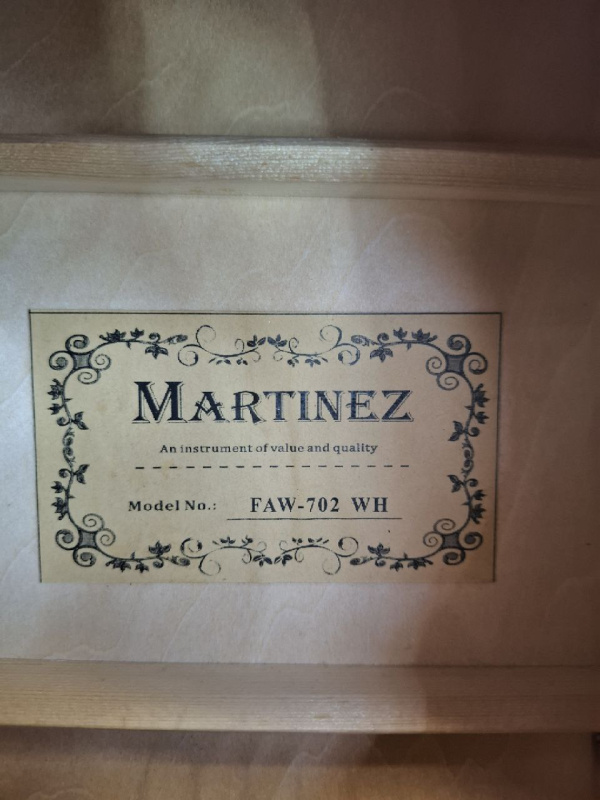 MARTINEZ
An instrument of value and quality
Model No.: FAW-702 WH